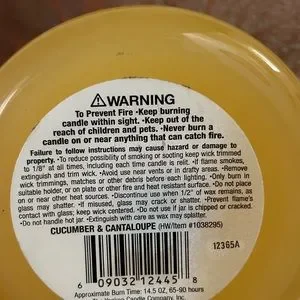 ⚠WARNING
To Prevent Fire •Keep burning
candle within sight. •Keep out of the
reach of children and pets. •Never burn a
candle on or near anything that can catch fire.
Failure to follow instructions may cause hazard or damage to
property. •To reduce possibility of smoking or sooting keep wick trimmed
to 1/8" at all times, including each time candle is relit. •If flame smokes,
extinguish and trim wick. •Avoid use near vents or in drafty areas. •Remove
wick trimmings, matches or other debris before each lighting. •Only burn in
suitable holder, or on plate or other fire and heat resistant surface. •Do not place
on or near other heat sources. •Discontinue use when 1/2" of wax remains, as
glass may shatter. •If misused, glass may crack or shatter. •Prevent flame's
contact with glass; keep wick centered. •Do not use if jar is chipped or cracked.
•Do not handle jar hot. •Extinguish with care as wax may splatter.
CUCUMBER & CANTALOUPE (HW/Item #1038295)
12365A
6 09032 12445 8
Approximate Burn Time: 14.5 OZ, 65-90 hours
Candle Company, Inc.